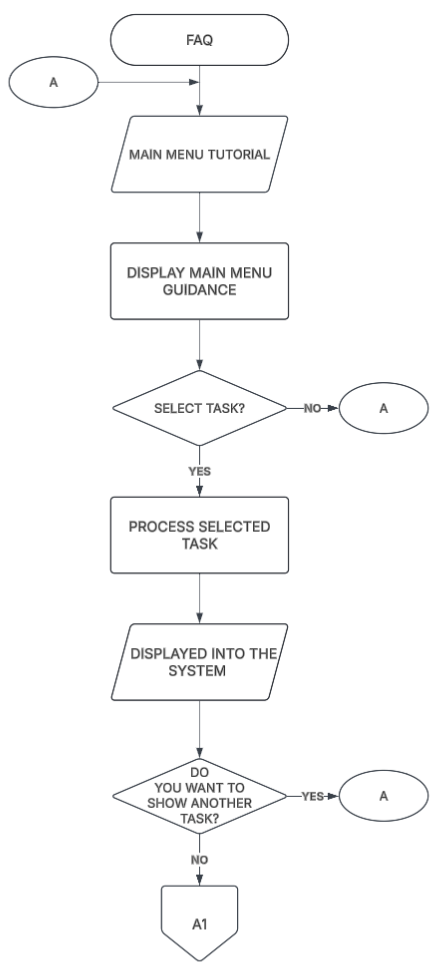 FAQ
A
MAIN MENU TUTORIAL
DISPLAY MAIN MENU
GUIDANCE
SELECT TASK?
NO
A
YES
PROCESS SELECTED
TASK
DISPLAYED INTO THE
SYSTEM
DO
YOU WANT TO
SHOW ANOTHER
TASK?
YES
A
NO
A1